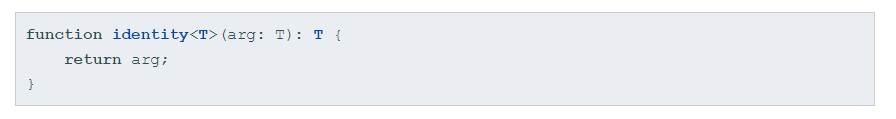 function identity<T>(arg: T): T {
    return arg;
}